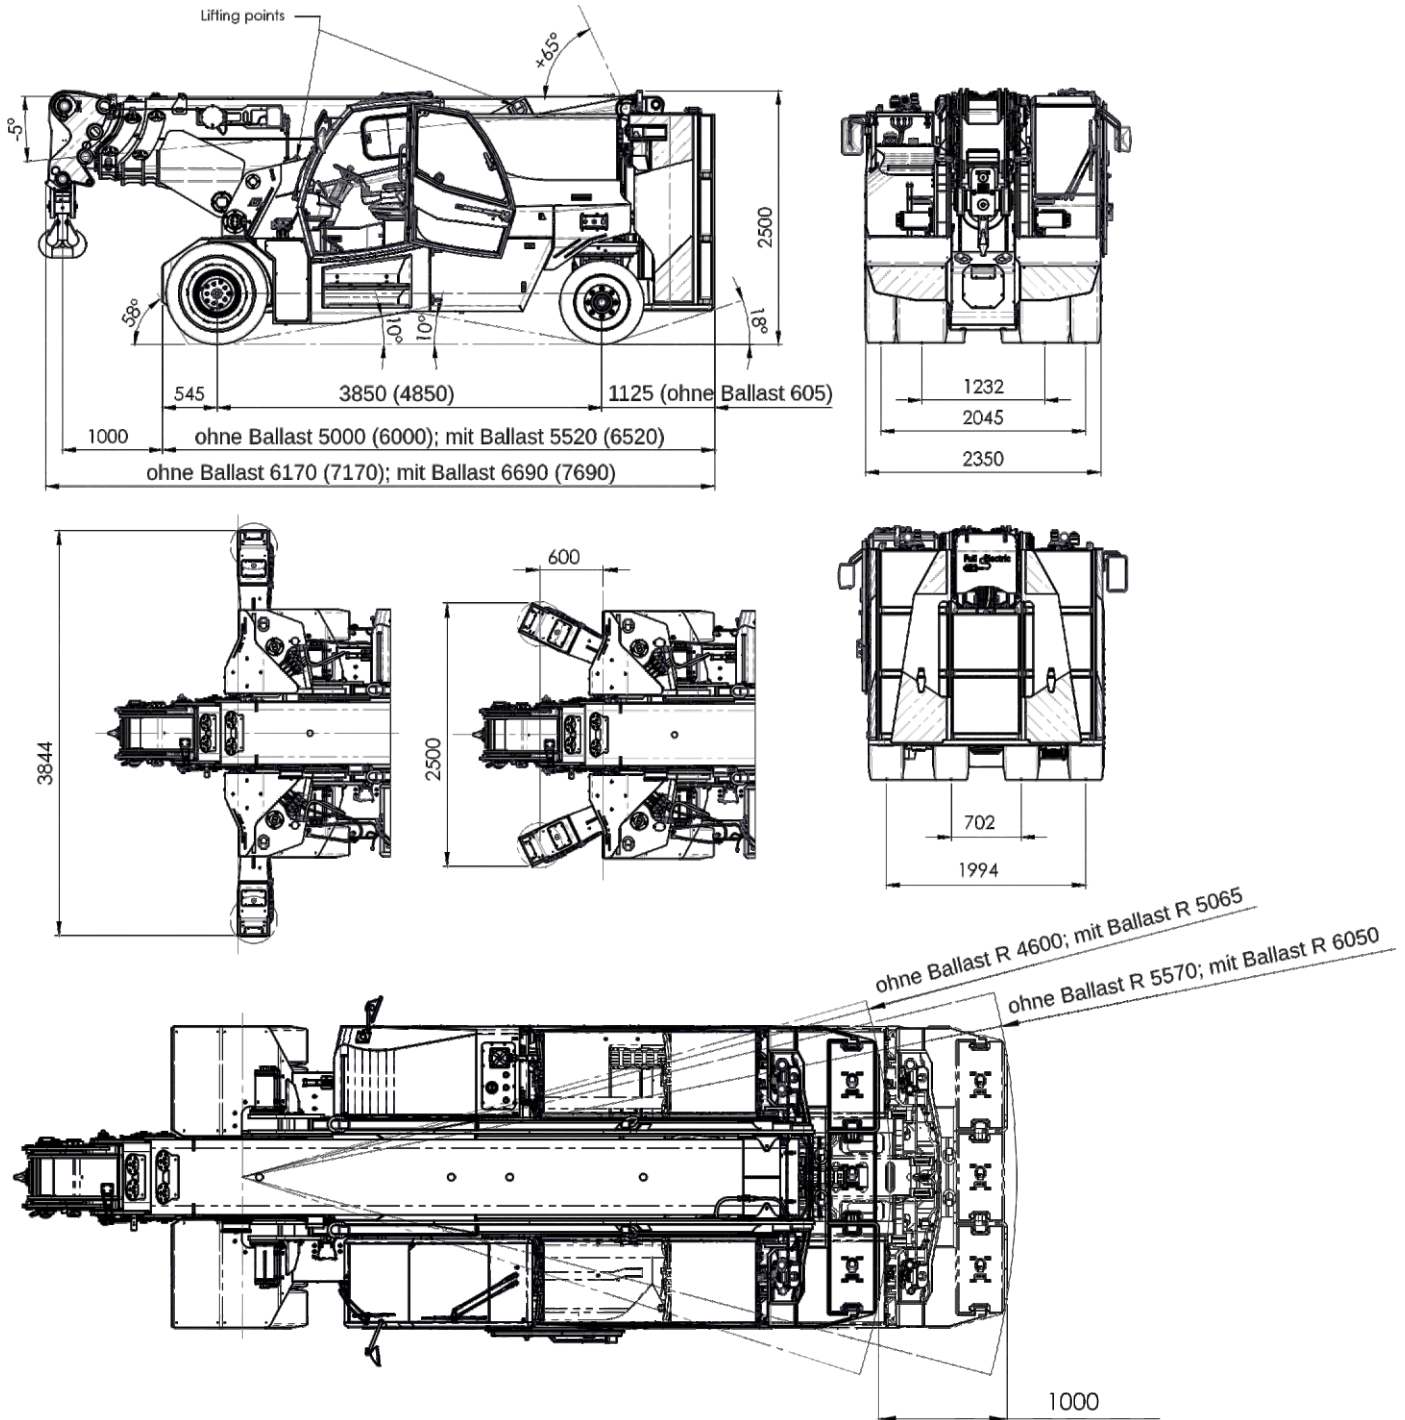 Lifting points
+65°
-5°
2500
58°
10°
10°
18°
545
3850 (4850)
1125 (ohne Ballast 605)
1000
ohne Ballast 5000 (6000); mit Ballast 5520 (6520)
ohne Ballast 6170 (7170); mit Ballast 6690 (7690)
1232
2045
2350
3844
600
2500
Full Electric
702
1994
ohne Ballast R 4600; mit Ballast R 5065
ohne Ballast R 5570; mit Ballast R 6050
1000